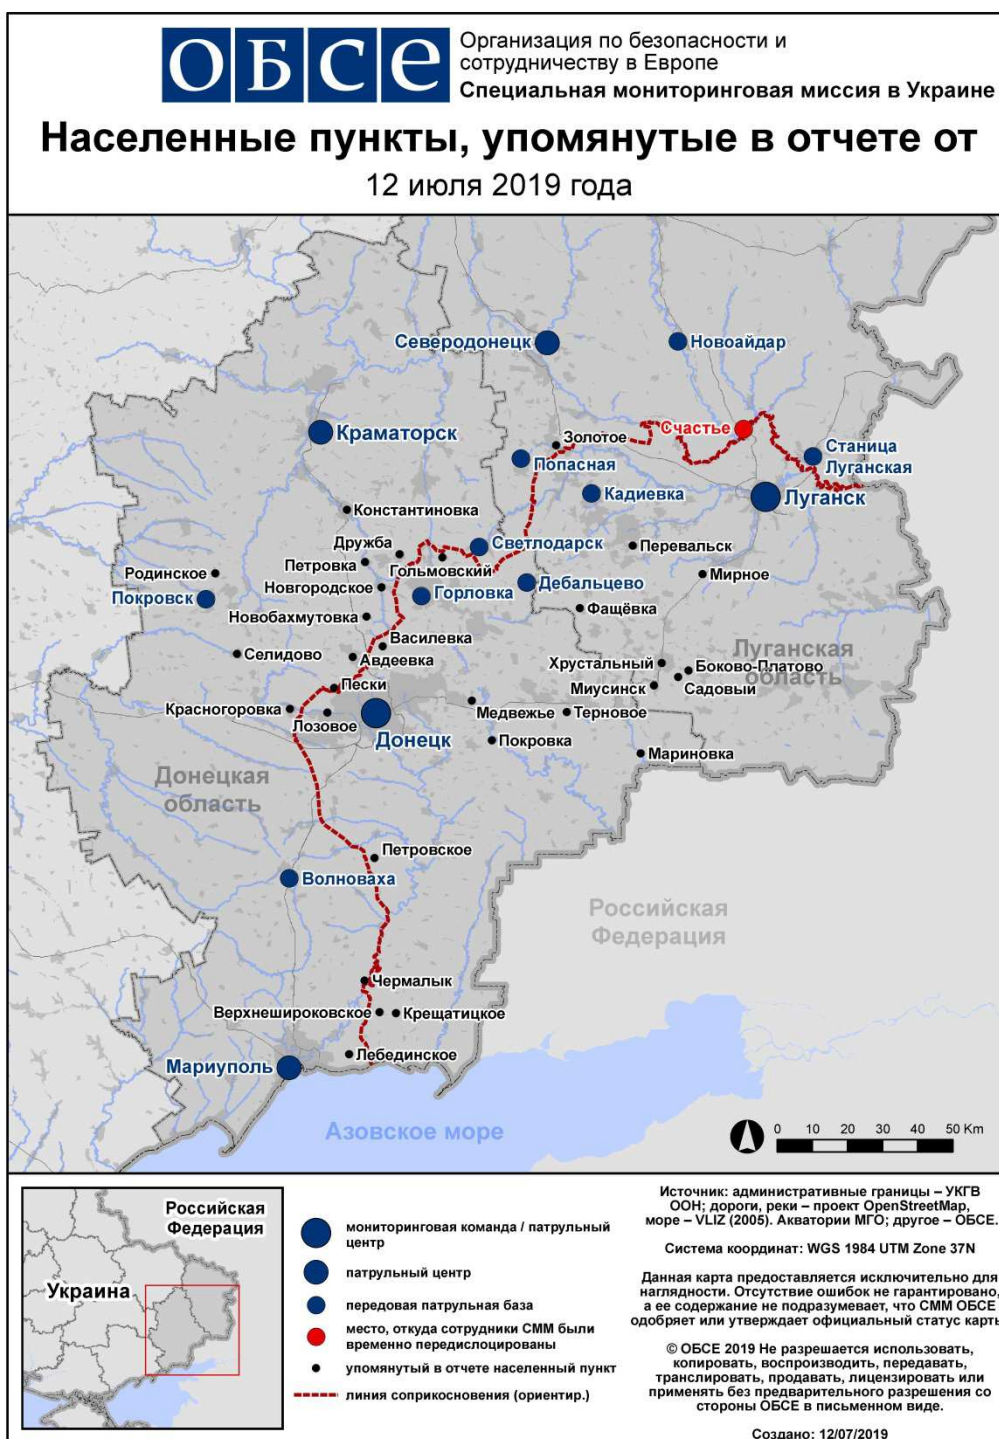 ОБСЕ
Организация по безопасности и
сотрудничеству в Европе
Специальная мониторинговая миссия в Украине
Населенные пункты, упомянутые в отчете от
12 июля 2019 года
Северодонецк
Новоайдар
Краматорск
Счастье
Золотое
Станица
Луганская
Попасная
Кадиевка
Луганск
Константиновка
Дружба
Светлодарск
Перевальск
Петровка
Гольмовский
Родинское
Новгородское
Дебальцево
Мирное
Покровск
Горловка
Фащёвка
Новобахмутовка
Василевка
Луганская
область
Селидово
Авдеевка
Хрустальный
Боково-Платово
Пески
Миусинск
Садовый
Красногоровка
Лозовое
Медвежье
Терновое
Донецк
Покровка
Мариновка
Донецкая
область
Петровское
Волноваха
Российская
Федерация
Чермалык
Верхнешироковское
Крещатицкое
Лебединское
Мариуполь
Азовское море
0 10 20 30 40 50 Km
Российская
Федерация
Украина
мониторинговая команда / патрульный
центр
патрульный центр
передовая патрульная база
место, откуда сотрудники СММ были
временно передислоцированы
упомянутый в отчете населенный пункт
линия соприкосновения (ориентир.)
Источник: административные границы – УКГВ
ООН; дороги, реки – проект OpenStreetMap,
море – VLIZ (2005). Акватории МГО; другое – ОБСЕ.
Система координат: WGS 1984 UTM Zone 37N
Данная карта предоставляется исключительно для
наглядности. Отсутствие ошибок не гарантировано,
а ее содержание не подразумевает, что СММ ОБСЕ
одобряет или утверждает официальный статус карты
© ОБСЕ 2019 Не разрешается использовать,
копировать, воспроизводить, передавать,
транслировать, продавать, лицензировать или
применять без предварительного разрешения со
стороны ОБСЕ в письменном виде.
Создано: 12/07/2019